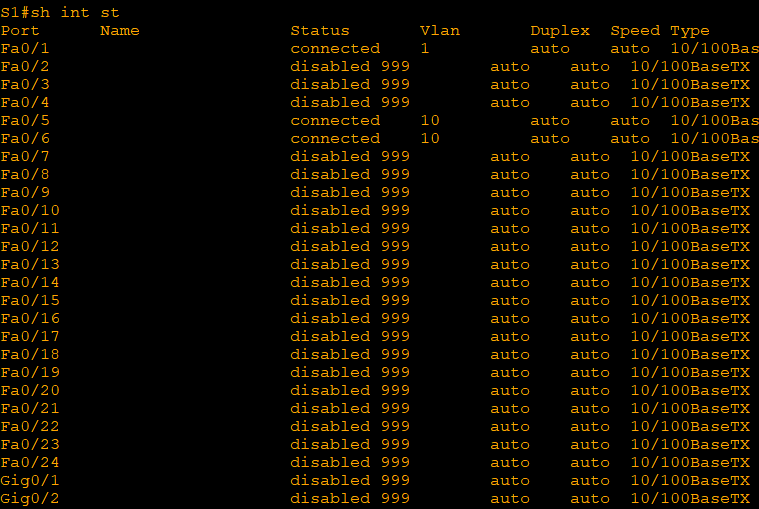 S1#sh int st
Port      Name               Status       Vlan       Duplex  Speed Type
Fa0/1                        connected    1          auto    auto  10/100Bas
Fa0/2                        disabled 999        auto    auto  10/100BaseTX
Fa0/3                        disabled 999        auto    auto  10/100BaseTX
Fa0/4                        disabled 999        auto    auto  10/100BaseTX
Fa0/5                        connected    10         auto    auto  10/100Bas
Fa0/6                        connected    10         auto    auto  10/100Bas
Fa0/7                        disabled 999        auto    auto  10/100BaseTX
Fa0/8                        disabled 999        auto    auto  10/100BaseTX
Fa0/9                        disabled 999        auto    auto  10/100BaseTX
Fa0/10                       disabled 999        auto    auto  10/100BaseTX
Fa0/11                       disabled 999        auto    auto  10/100BaseTX
Fa0/12                       disabled 999        auto    auto  10/100BaseTX
Fa0/13                       disabled 999        auto    auto  10/100BaseTX
Fa0/14                       disabled 999        auto    auto  10/100BaseTX
Fa0/15                       disabled 999        auto    auto  10/100BaseTX
Fa0/16                       disabled 999        auto    auto  10/100BaseTX
Fa0/17                       disabled 999        auto    auto  10/100BaseTX
Fa0/18                       disabled 999        auto    auto  10/100BaseTX
Fa0/19                       disabled 999        auto    auto  10/100BaseTX
Fa0/20                       disabled 999        auto    auto  10/100BaseTX
Fa0/21                       disabled 999        auto    auto  10/100BaseTX
Fa0/22                       disabled 999        auto    auto  10/100BaseTX
Fa0/23                       disabled 999        auto    auto  10/100BaseTX
Fa0/24                       disabled 999        auto    auto  10/100BaseTX
Gig0/1                       disabled 999        auto    auto  10/100BaseTX
Gig0/2                       disabled 999        auto    auto  10/100BaseTX